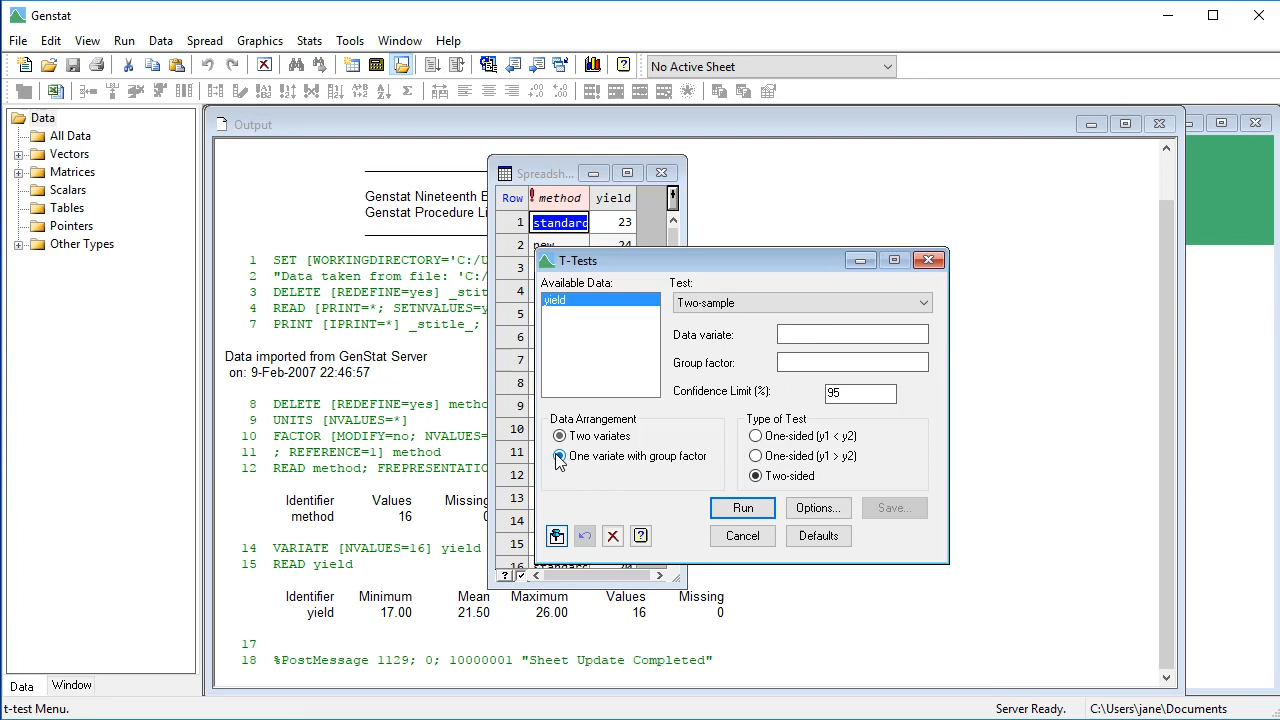 Genstat
File Edit View Run Data Spread Graphics Stats Tools Window Help
No Active Sheet
Data
All Data
Vectors
Matrices
Scalars
Tables
Pointers
Other Types
Data Window
Output
Genstat Nineteenth E
Genstat Procedure Li
1 SET [WORKINGDIRECTORY='C:/U
2 "Data taken from file: 'C:/
3 DELETE [REDEFINE=yes] _stit
4 READ [PRINT=*; SETNVALUES=y
7 PRINT [IPRINT=*] _stitle_;
Data imported from GenStat Server
on: 9-Feb-2007 22:46:57
8 DELETE [REDEFINE=yes] metho
9 UNITS [NVALUES=*]
10 FACTOR [MODIFY=no; NVALUES=
11 ; REFERENCE=1] method
12 READ method; FREPRESENTATIO
Identifier Values Missing
method 16 0
14 VARIATE [NVALUES=16] yield
15 READ yield
Identifier Minimum Mean Maximum Values Missing
yield 17.00 21.50 26.00 16 0
17
18 %PostMessage 1129; 0; 10000001 "Sheet Update Completed"
Spreadsh...
Row method yield
1 standard 23
2 new 24
3
4
5
6
7
8
9
10
11
12
13
14
15
16 standard 20
T-Tests
Available Data:
yield
Test:
Two-sample
Data variate:
Group factor:
Confidence Limit (%): 95
Data Arrangement
Two variates
One variate with group factor
Type of Test
One-sided (y1 < y2)
One-sided (y1 > y2)
Two-sided
Run Options... Save...
Cancel Defaults
t-test Menu. Server Ready. C:\Users\jane\Documents